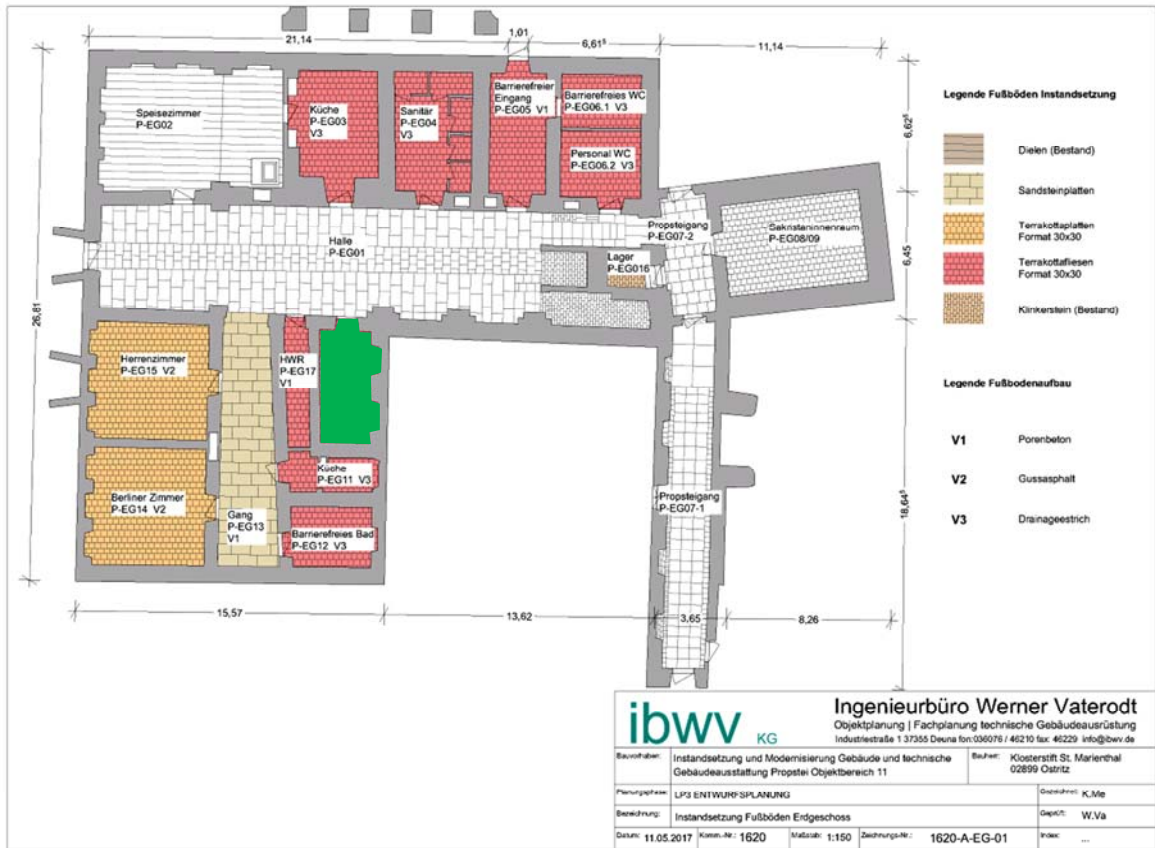 21,14
1,01
6,61⁵
11,14
26,81
6,62⁵
6,45
18,64⁵
15,57
13,62
3,65
8,26
Speisezimmer
P-EG02
Küche
P-EG03
V3
Sanitär
P-EG04
V3
Barrierefreier
Eingang
P-EG05 V1
Barrierefreies WC
P-EG06.1 V3
Personal WC
P-EG06.2 V3
Halle
P-EG01
Propsteigang
P-EG07-2
Sakristaninnenraum
P-EG08/09
Lager
P-EG016
Herrenzimmer
P-EG15 V2
HWR
P-EG17
V1
Küche
P-EG11 V3
Berliner Zimmer
P-EG14 V2
Gang
P-EG13
V1
Barrierefreies Bad
P-EG12 V3
Propsteigang
P-EG07-1
Legende Fußböden Instandsetzung
Dielen (Bestand)
Sandsteinplatten
Terrakottaplatten
Format 30x30
Terrakottafliesen
Format 30x30
Klinkerstein (Bestand)
Legende Fußbodenaufbau
V1 Porenbeton
V2 Gussasphalt
V3 Drainageestrich
ibwv KG
Ingenieurbüro Werner Vaterodt
Objektplanung | Fachplanung technische Gebäudeausrüstung
Industriestraße 1 37355 Deuna fon:036076 / 46210 fax: 46229 info@ibwv.de
Bauvorhaben: Instandsetzung und Modernisierung Gebäude und technische
Gebäudeausstattung Propstei Objektbereich 11
Bauherr: Klosterstift St. Marienthal
02899 Ostritz
Planungsphase: LP3 ENTWURFSPLANUNG
Gezeichnet: K.Me
Bezeichnung: Instandsetzung Fußböden Erdgeschoss
Geprüft: W.Va
Datum: 11.05.2017 Komm.-Nr.: 1620 Maßstab: 1:150 Zeichnungs-Nr.: 1620-A-EG-01 Index: ...